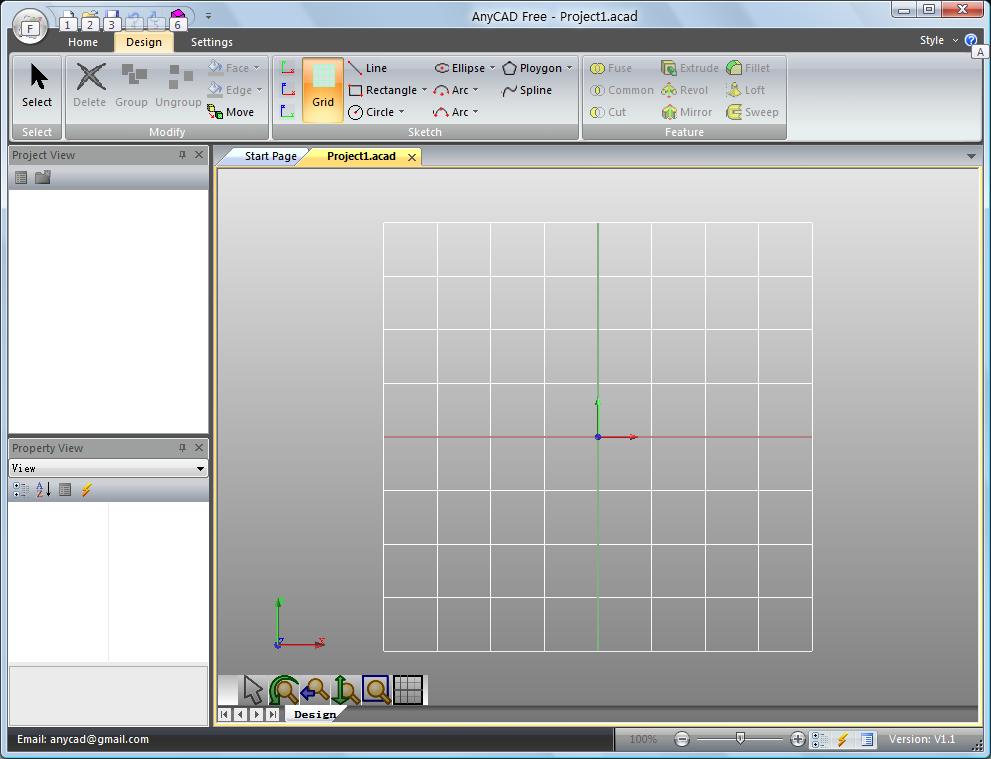 AnyCAD Free - Project1.acad
F 1 2 3 4 5 6
Home Design Settings Style A
Select Delete Group Ungroup Face Edge Move
Grid Line Rectangle Circle Ellipse Arc Arc Ploygon Spline
Fuse Common Cut Extrude Revol Mirror Fillet Loft Sweep
Select Modify Sketch Feature
Project View
Start Page Project1.acad
Property View
View
Z X
Design
Email: anycad@gmail.com 100% Version: V1.1